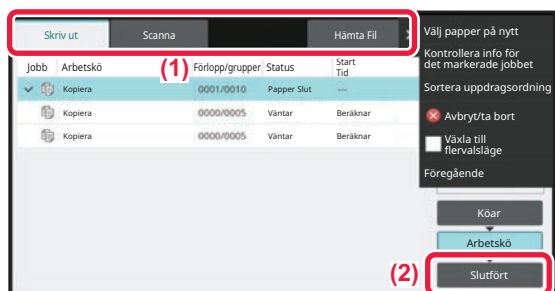 Skriv ut Scanna Hämta Fil
Jobb Arbetskö (1) Förlopp/grupper Status Start Tid
Kopiera 0001/0010 Papper Slut ---
Kopiera 0000/0005 Väntar Beräknar
Kopiera 0000/0005 Väntar Beräknar
Välj papper på nytt
Kontrollera info för
det markerade jobbet
Sortera uppdragsordning
Avbryt/ta bort
Växla till
flervalsläge
Föregående
Köar
Arbetskö
(2) Slutfört